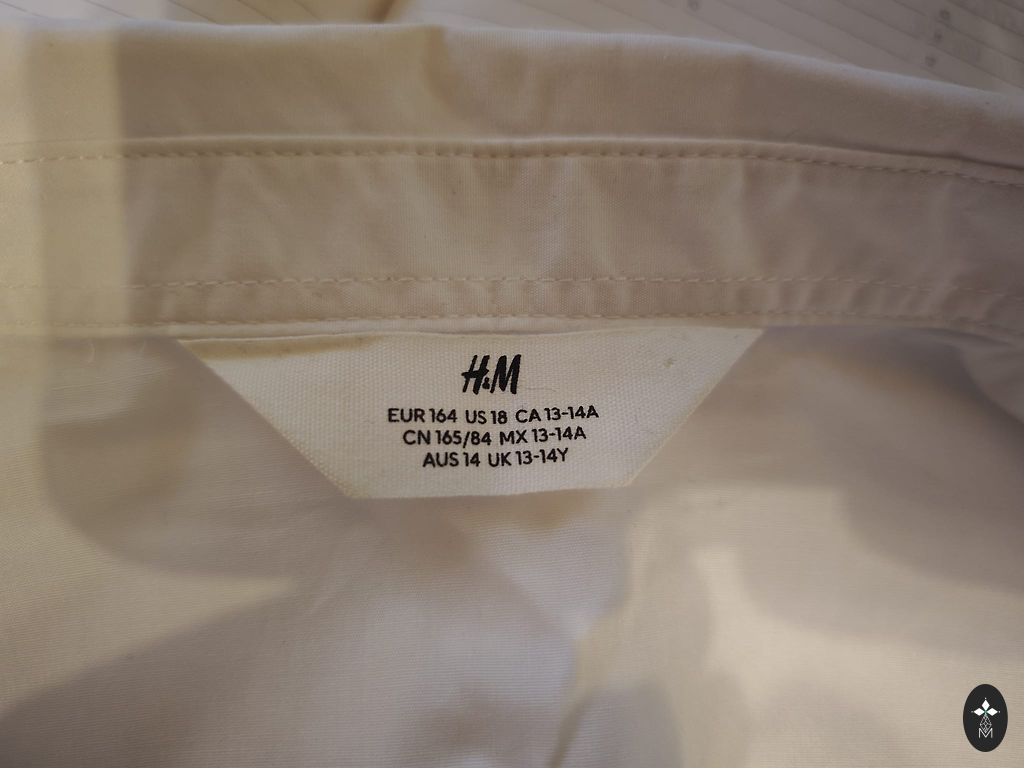 H&M
EUR 164 US 18 CA 13-14A
CN 165/84 MX 13-14A
AUS 14 UK 13-14Y
M